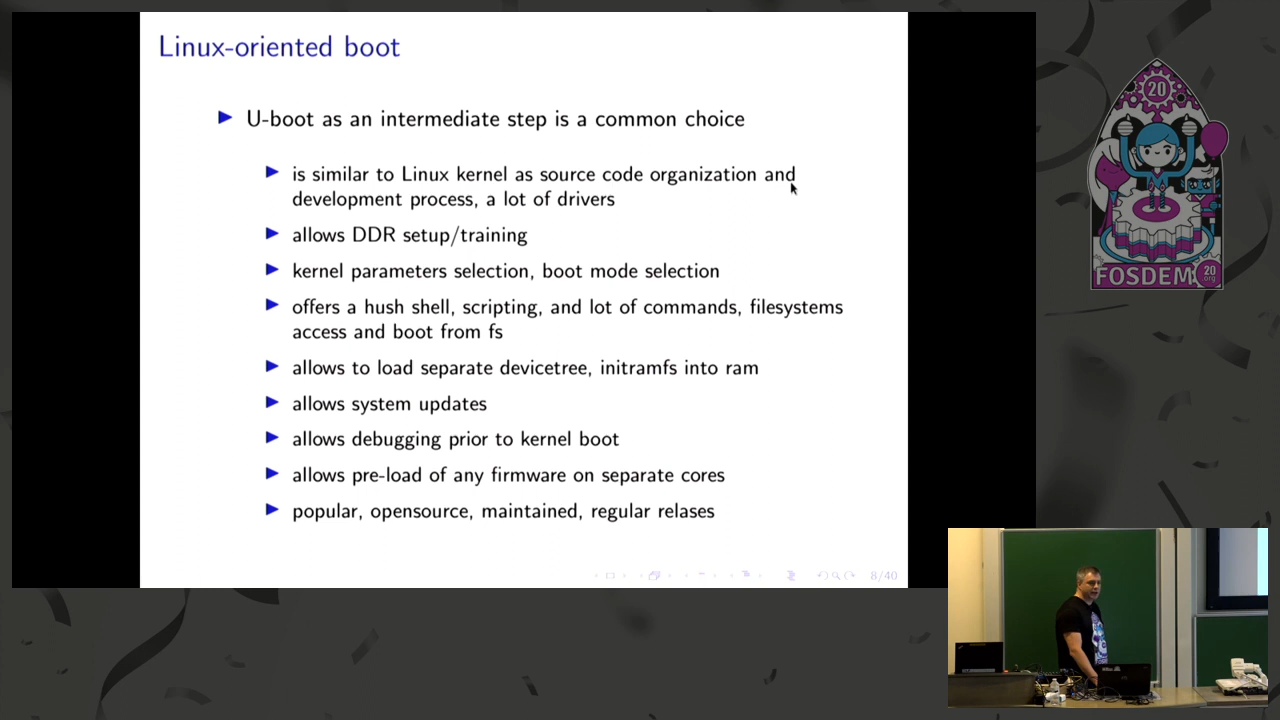 Linux-oriented boot
U-boot as an intermediate step is a common choice
is similar to Linux kernel as source code organization and
development process, a lot of drivers
allows DDR setup/training
kernel parameters selection, boot mode selection
offers a hush shell, scripting, and lot of commands, filesystems
access and boot from fs
allows to load separate devicetree, initramfs into ram
allows system updates
allows debugging prior to kernel boot
allows pre-load of any firmware on separate cores
popular, opensource, maintained, regular relases
8/40
20
FOSDEM
20
.org